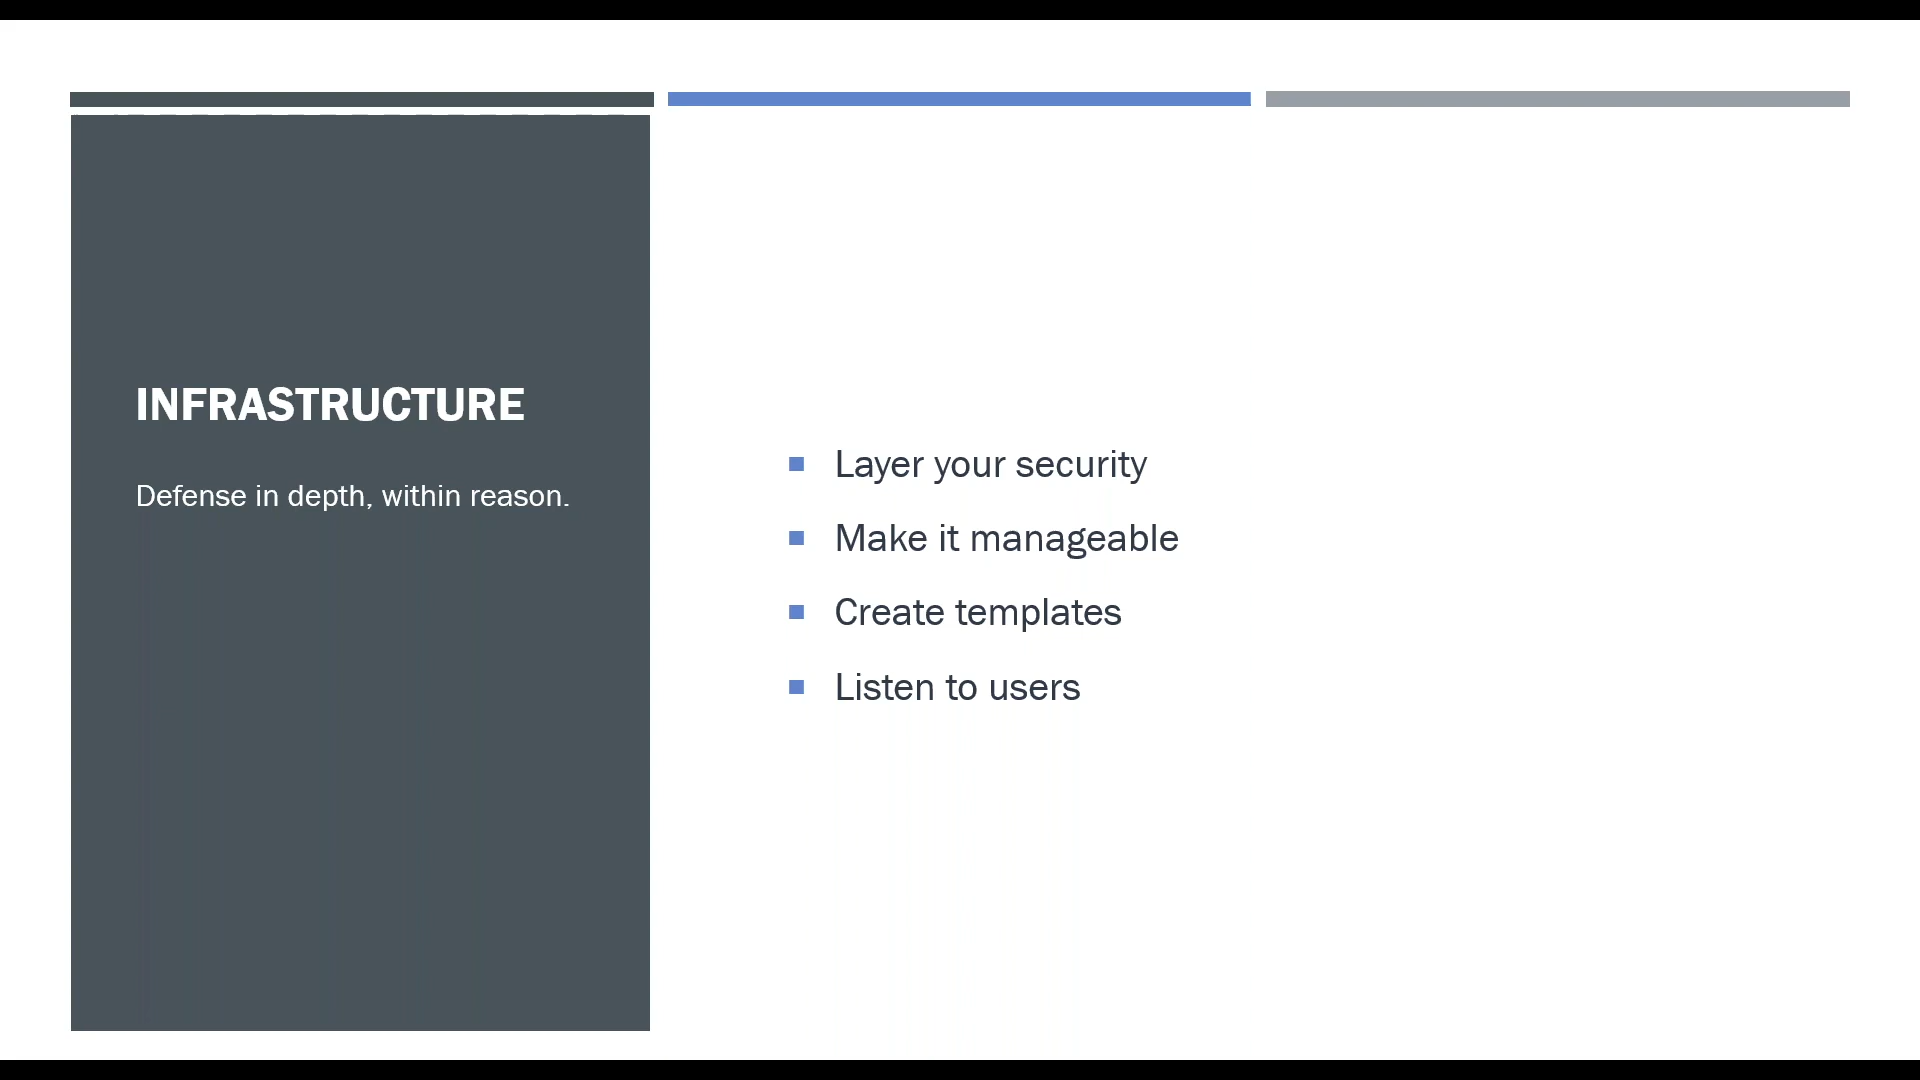 INFRASTRUCTURE
Defense in depth, within reason.
Layer your security
Make it manageable
Create templates
Listen to users